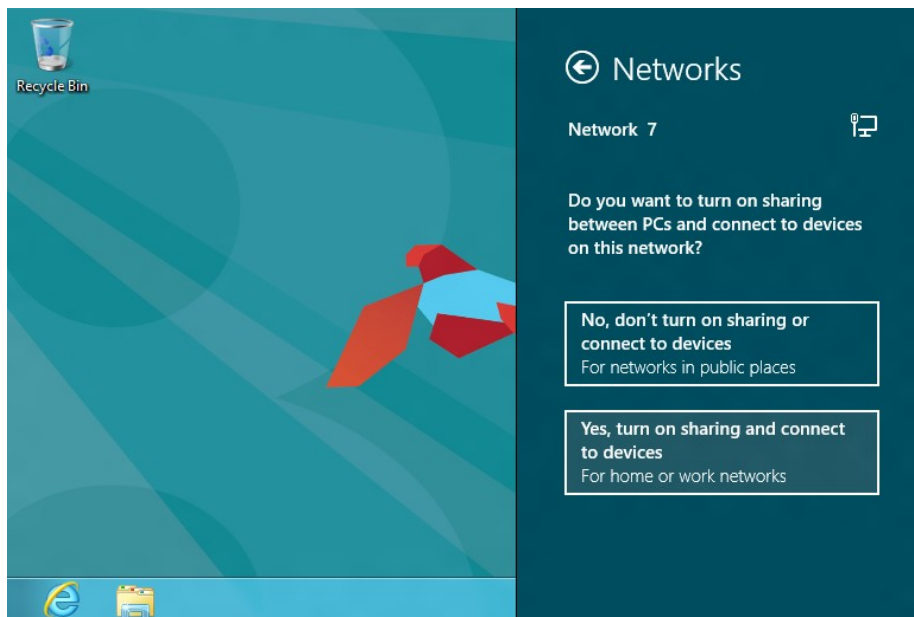 Recycle Bin
Networks
Network 7
Do you want to turn on sharing
between PCs and connect to devices
on this network?
No, don't turn on sharing or
connect to devices
For networks in public places
Yes, turn on sharing and connect
to devices
For home or work networks